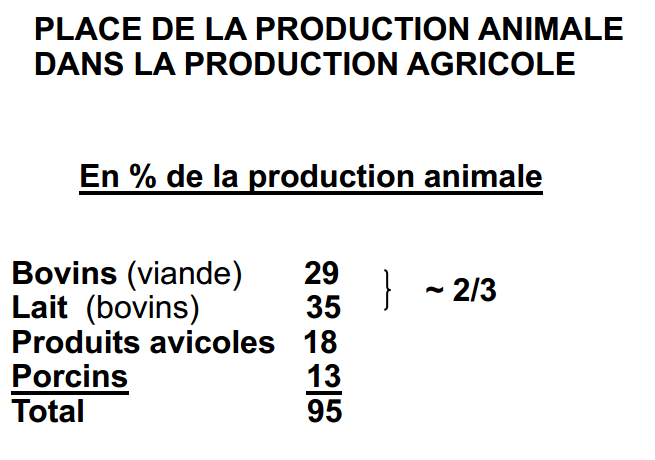 PLACE DE LA PRODUCTION ANIMALE
DANS LA PRODUCTION AGRICOLE
En % de la production animale
Bovins (viande) 29
Lait (bovins) 35
} ~ 2/3
Produits avicoles 18
Porcins 13
Total 95